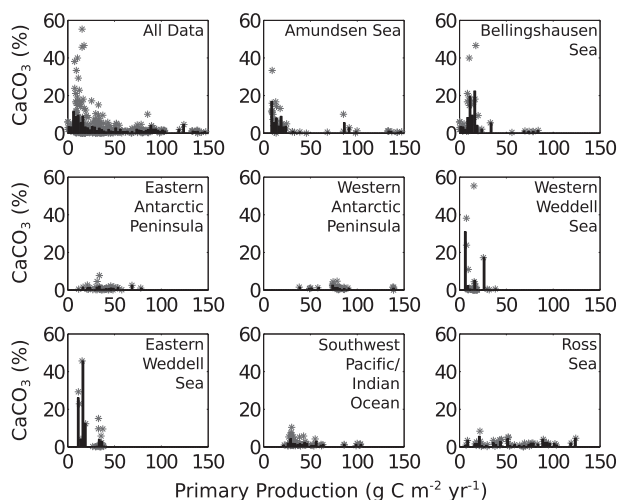 All Data
Amundsen Sea
Bellingshausen
Sea
CaCO₃ (%)
60
40
20
0
0 50 100 150
60
40
20
0
0 50 100 150
60
40
20
0
0 50 100 150
Eastern
Antarctic
Peninsula
Western
Antarctic
Peninsula
Western
Weddell
Sea
CaCO₃ (%)
60
40
20
0
0 50 100 150
60
40
20
0
0 50 100 150
60
40
20
0
0 50 100 150
Eastern
Weddell
Sea
Southwest
Pacific/
Indian
Ocean
Ross
Sea
CaCO₃ (%)
60
40
20
0
0 50 100 150
60
40
20
0
0 50 100 150
60
40
20
0
0 50 100 150
Primary Production (g C m⁻² yr⁻¹)